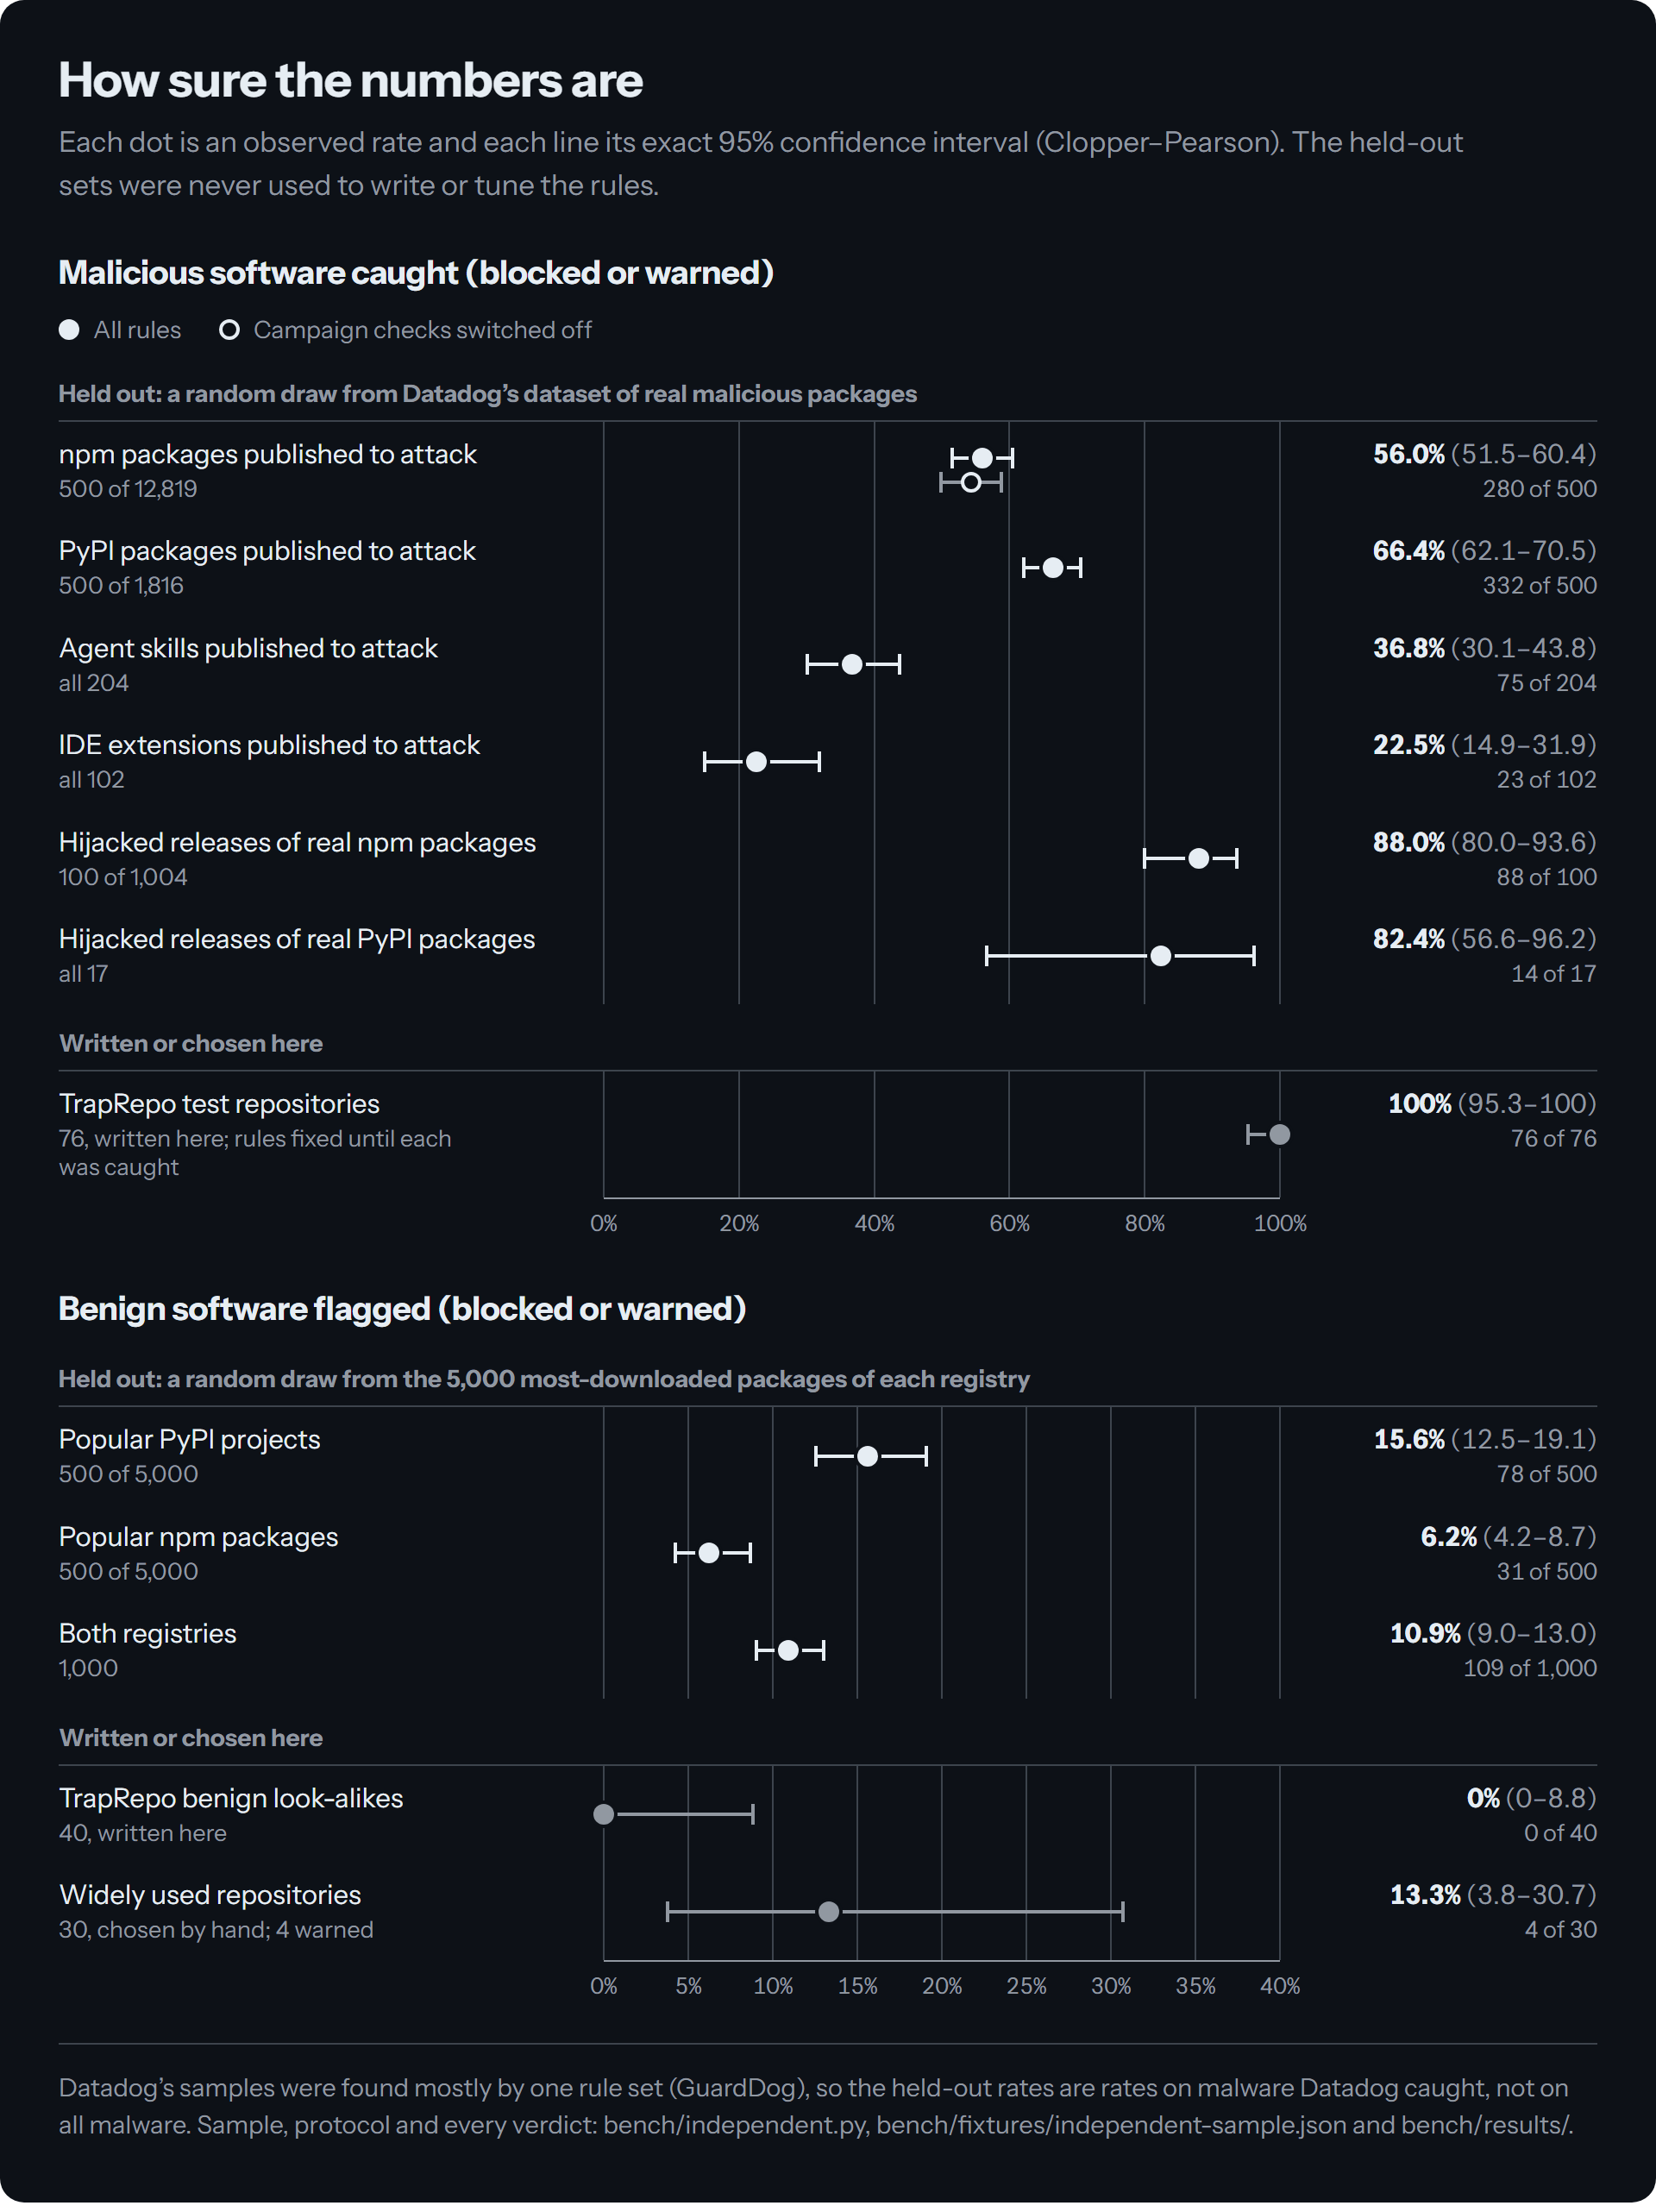 How sure the numbers are
Each dot is an observed rate and each line its exact 95% confidence interval (Clopper–Pearson). The held-out
sets were never used to write or tune the rules.
Malicious software caught (blocked or warned)
All rules
Campaign checks switched off
Held out: a random draw from Datadog’s dataset of real malicious packages
npm packages published to attack
56.0% (51.5–60.4)
500 of 12,819
280 of 500
PyPI packages published to attack
66.4% (62.1–70.5)
500 of 1,816
332 of 500
Agent skills published to attack
36.8% (30.1–43.8)
all 204
75 of 204
IDE extensions published to attack
22.5% (14.9–31.9)
all 102
23 of 102
Hijacked releases of real npm packages
88.0% (80.0–93.6)
100 of 1,004
88 of 100
Hijacked releases of real PyPI packages
82.4% (56.6–96.2)
all 17
14 of 17
Written or chosen here
TrapRepo test repositories
100% (95.3–100)
76, written here; rules fixed until each
76 of 76
was caught
0% 20% 40% 60% 80% 100%
Benign software flagged (blocked or warned)
Held out: a random draw from the 5,000 most-downloaded packages of each registry
Popular PyPI projects
15.6% (12.5–19.1)
500 of 5,000
78 of 500
Popular npm packages
6.2% (4.2–8.7)
500 of 5,000
31 of 500
Both registries
10.9% (9.0–13.0)
1,000
109 of 1,000
Written or chosen here
TrapRepo benign look-alikes
0% (0–8.8)
40, written here
0 of 40
Widely used repositories
13.3% (3.8–30.7)
30, chosen by hand; 4 warned
4 of 30
0% 5% 10% 15% 20% 25% 30% 35% 40%
Datadog’s samples were found mostly by one rule set (GuardDog), so the held-out rates are rates on malware Datadog caught, not on
all malware. Sample, protocol and every verdict: bench/independent.py, bench/fixtures/independent-sample.json and bench/results/.